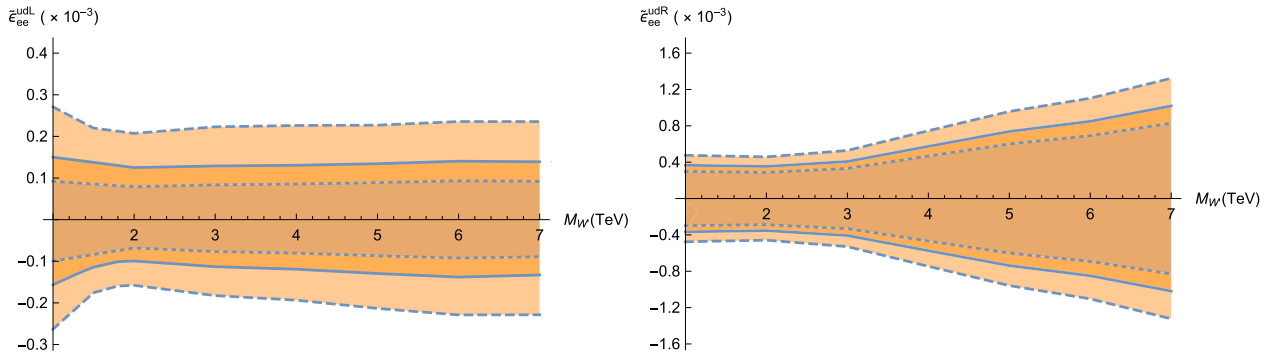 ε̃ee^udL ( × 10⁻³)
0.4
0.3
0.2
0.1
−0.1
−0.2
−0.3
2 3 4 5 6 7
M_W′(TeV)
ε̃ee^udR ( × 10⁻³)
1.6
1.2
0.8
0.4
−0.4
−0.8
−1.2
−1.6
2 3 4 5 6 7
M_W′(TeV)